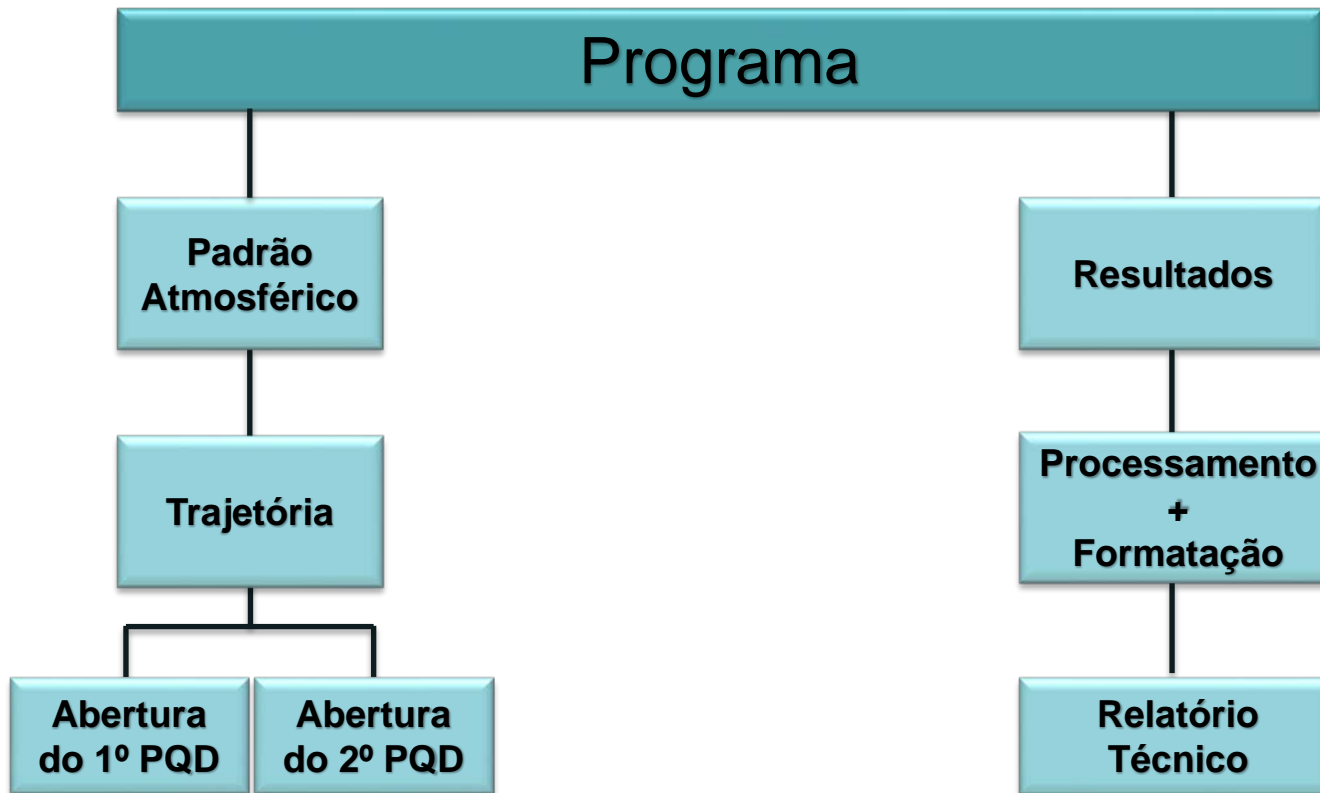 Programa
Padrão
Atmosférico
Resultados
Trajetória
Processamento
+
Formatação
Abertura
do 1º PQD
Abertura
do 2º PQD
Relatório
Técnico